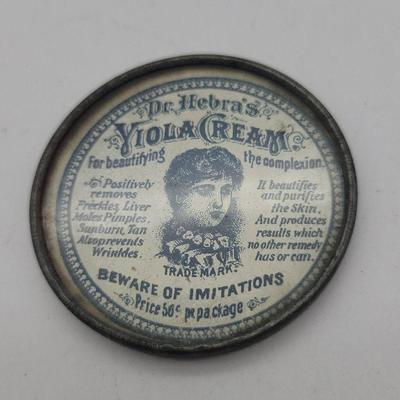 Dr. Hebra's
VIOLA CREAM
For beautifying the complexion.
Positively
removes
Freckles, Liver
Moles Pimples,
Sunburn, Tan
Also prevents
Wrinkles.
It beautifies
and purifies
the Skin,
And produces
results which
no other remedy
has or can.
TRADE MARK.
BEWARE OF IMITATIONS
Price 50¢ pr package